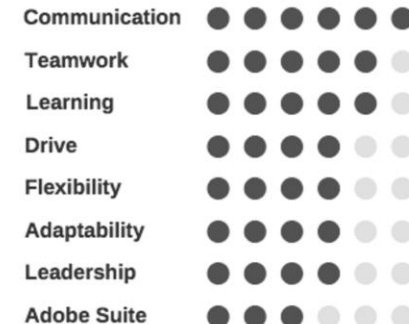 Communication
Teamwork
Learning
Drive
Flexibility
Adaptability
Leadership
Adobe Suite